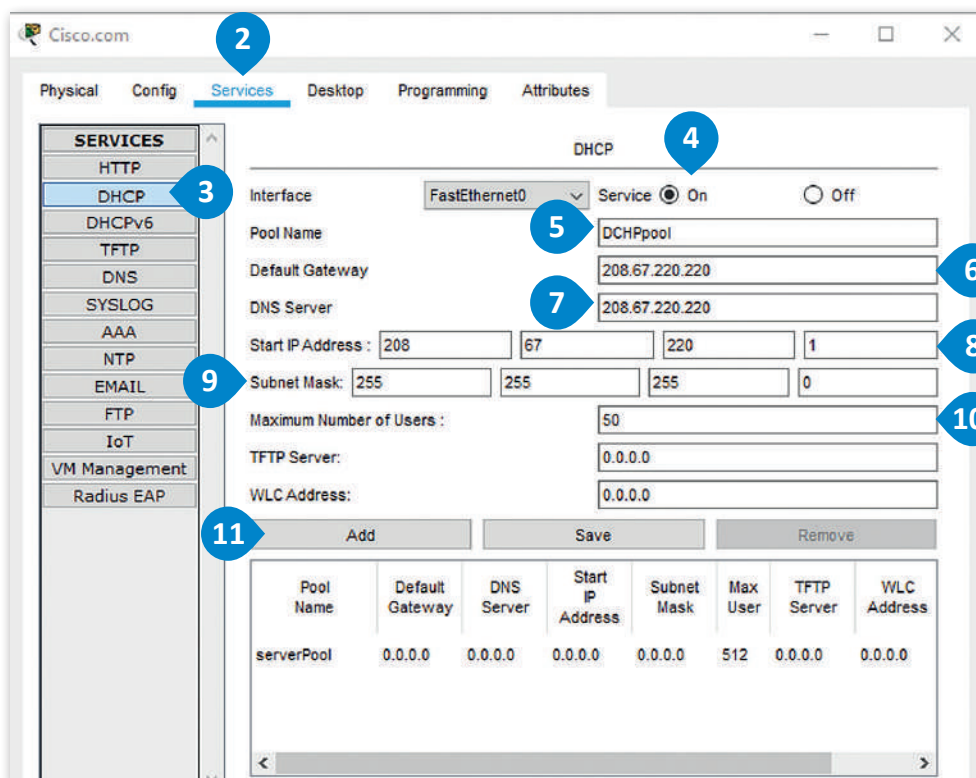 Cisco.com
2
Physical Config Services Desktop Programming Attributes
SERVICES
HTTP
DHCP
3
DHCPv6
TFTP
DNS
SYSLOG
AAA
NTP
EMAIL
FTP
IoT
VM Management
Radius EAP
DHCP
4
Interface FastEthernet0 Service On Off
5
Pool Name DCHPpool
Default Gateway 208.67.220.220
6
7
DNS Server 208.67.220.220
Start IP Address : 208 67 220 1
8
9
Subnet Mask: 255 255 255 0
Maximum Number of Users : 50
10
TFTP Server: 0.0.0.0
WLC Address: 0.0.0.0
11
Add Save Remove
Pool Name Default Gateway DNS Server Start IP Address Subnet Mask Max User TFTP Server WLC Address
serverPool 0.0.0.0 0.0.0.0 0.0.0.0 0.0.0.0 512 0.0.0.0 0.0.0.0